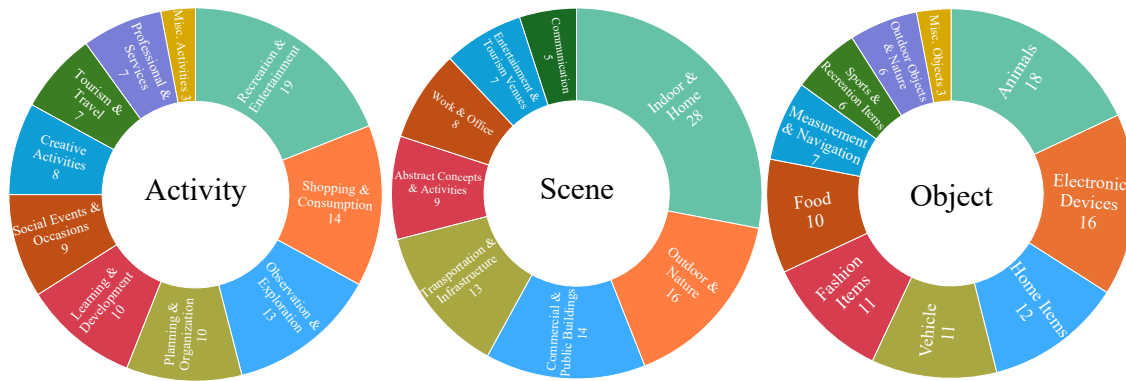 Activity
Recreation &
Entertainment
19
Shopping &
Consumption
14
Observation &
Exploration
13
Planning &
Organization
10
Learning &
Development
10
Social Events &
Occasions
9
Creative
Activities
8
Tourism &
Travel
7
Professional &
Services
7
Misc. Activities 3
Scene
Indoor &
Home
28
Outdoor &
Nature
16
Commercial &
Public Buildings
14
Transportation &
Infrastructure
13
Abstract Concepts
& Activities
9
Work & Office
8
Entertainment &
Tourism Venues
7
Communication
5
Object
Animals
18
Electronic
Devices
16
Home Items
12
Vehicle
11
Fashion
Items
11
Food
10
Measurement
& Navigation
7
Sports &
Recreation Items
6
Outdoor Objects
& Nature
6
Misc. Objects 3